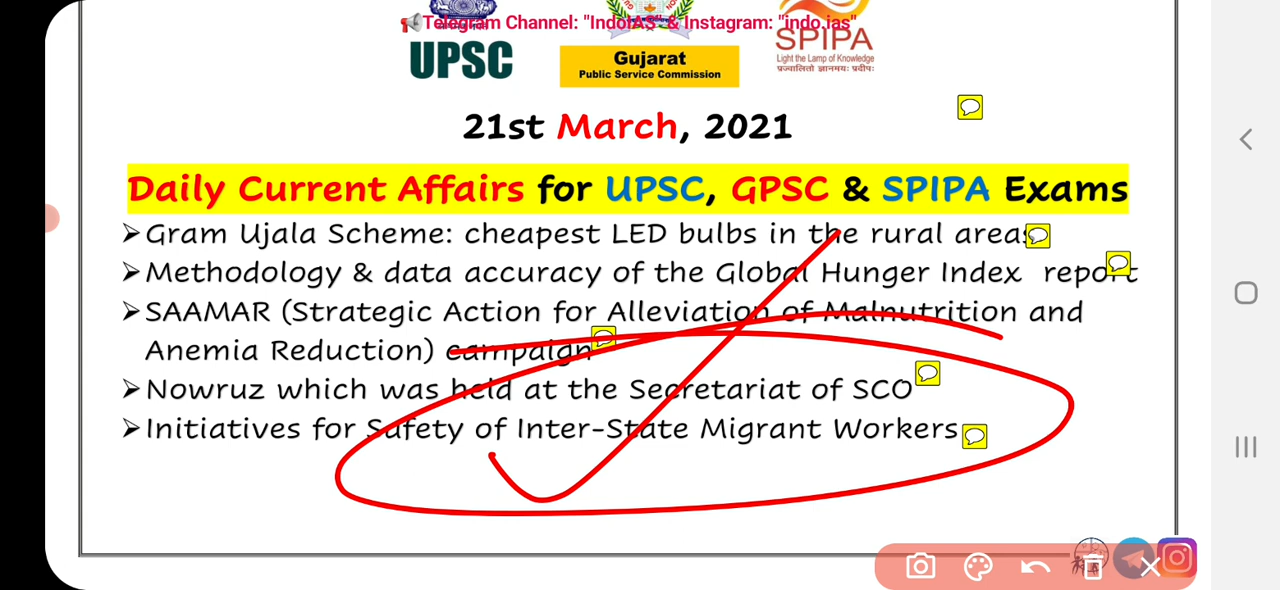 Telegram Channel: "IndoIAS" & Instagram: "indo.ias"
UPSC
Gujarat
Public Service Commission
SPIPA
Light the Lamp of Knowledge
प्रज्वालितो ज्ञानमयः प्रदीपः
21st March, 2021
Daily Current Affairs for UPSC, GPSC & SPIPA Exams
➢Gram Ujala Scheme: cheapest LED bulbs in the rural areas
➢Methodology & data accuracy of the Global Hunger Index report
➢SAAMAR (Strategic Action for Alleviation of Malnutrition and
Anemia Reduction) campaign
➢Nowruz which was held at the Secretariat of SCO
➢Initiatives for Safety of Inter-State Migrant Workers